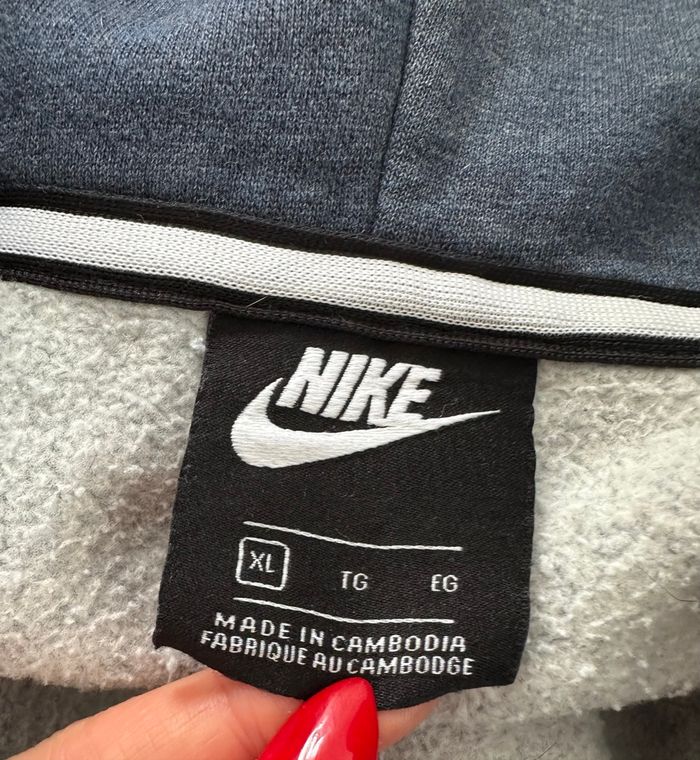 NIKE
XL TG EG
MADE IN CAMBODIA
FABRIQUE AU CAMBODGE